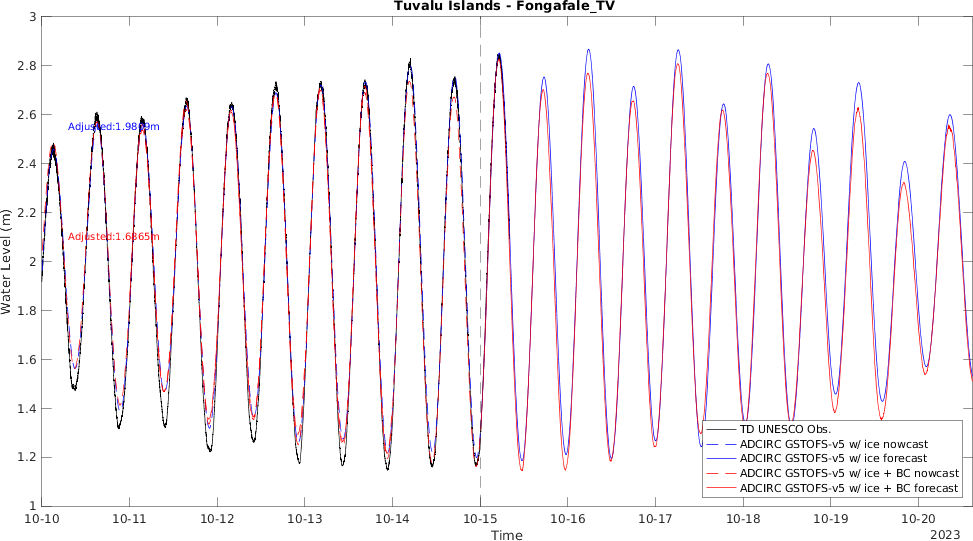 Tuvalu Islands - Fongafale_TV
3
2.8
2.6
2.4
2.2
2
1.8
1.6
1.4
1.2
1
Water Level (m)
Adjusted:1.6865m
10-10
10-11
10-12
10-13
10-14
10-15
10-16
10-17
10-18
10-19
10-20
Time
2023
TD UNESCO Obs.
ADCIRC GSTOFS-v5 w/ ice nowcast
ADCIRC GSTOFS-v5 w/ ice forecast
ADCIRC GSTOFS-v5 w/ ice + BC nowcast
ADCIRC GSTOFS-v5 w/ ice + BC forecast